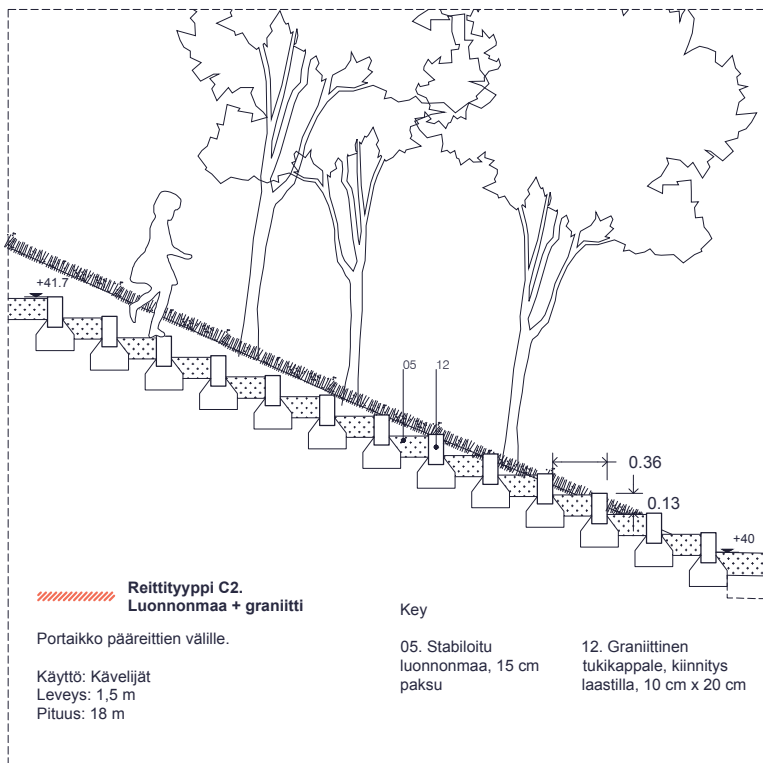 +41.7
05
12
0.36
0.13
+40
Reittityyppi C2.
Luonnonmaa + graniitti
Portaikko pääreittien välille.
Käyttö: Kävelijät
Leveys: 1,5 m
Pituus: 18 m
Key
05. Stabiloitu
luonnonmaa, 15 cm
paksu
12. Graniittinen
tukikappale, kiinnitys
laastilla, 10 cm x 20 cm